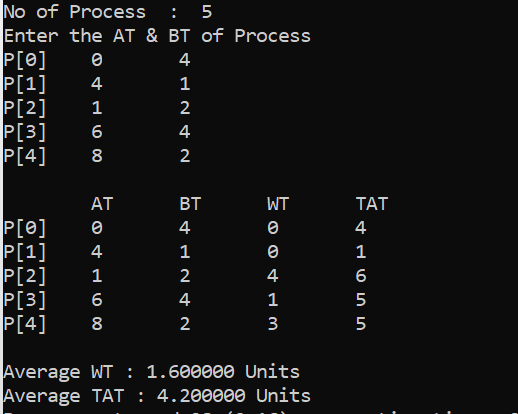 No of Process  :  5
Enter the AT & BT of Process
P[0]    0       4
P[1]    4       1
P[2]    1       2
P[3]    6       4
P[4]    8       2
        AT      BT      WT      TAT
P[0]    0       4       0       4
P[1]    4       1       0       1
P[2]    1       2       4       6
P[3]    6       4       1       5
P[4]    8       2       3       5
Average WT : 1.600000 Units
Average TAT : 4.200000 Units